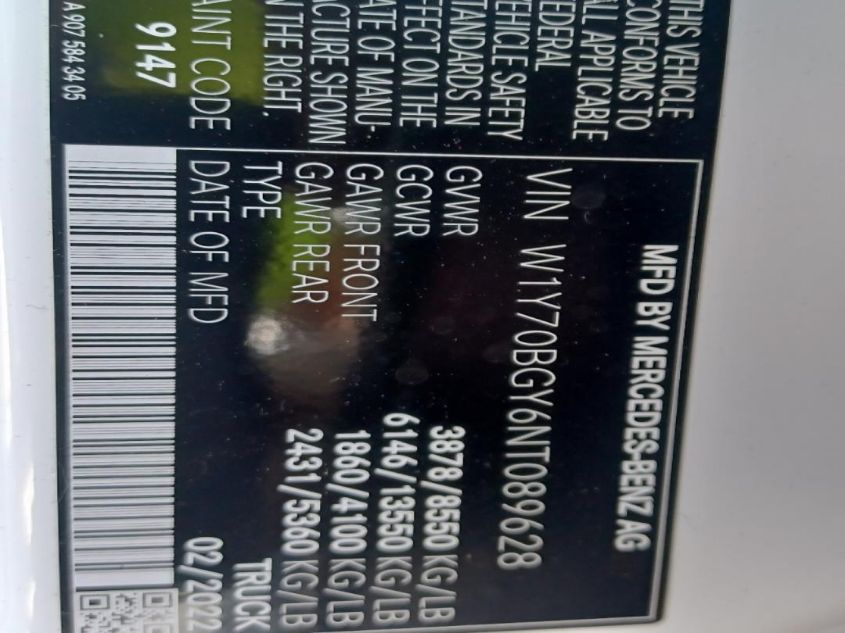 MFD BY MERCEDES-BENZ AG
VIN W1Y70BGY6NT089628
GVWR 3878/8550 KG/LB
GCWR 6146/13550 KG/LB
GAWR FRONT 1860/4100 KG/LB
GAWR REAR 2431/5360 KG/LB
TYPE TRUCK
DATE OF MFD 02/2022
THIS VEHICLE
CONFORMS TO
ALL APPLICABLE
FEDERAL
VEHICLE SAFETY
STANDARDS IN
EFFECT ON THE
DATE OF MANU-
FACTURE SHOWN
THE RIGHT.
CODE
9147
A 907 584 34 05